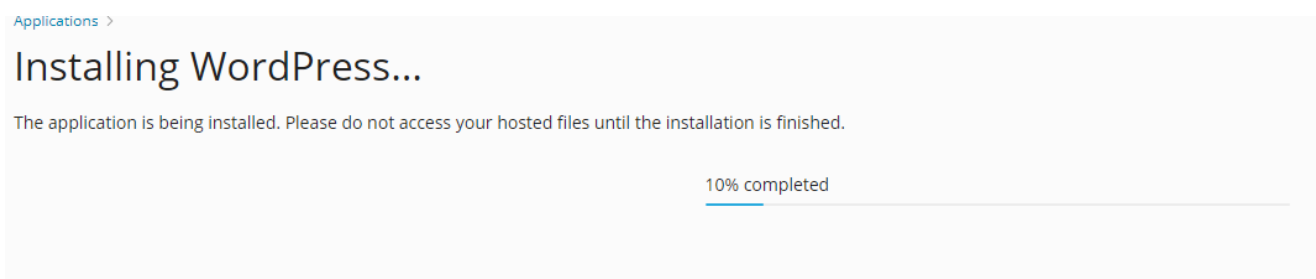 Applications >
Installing WordPress...
The application is being installed. Please do not access your hosted files until the installation is finished.
10% completed